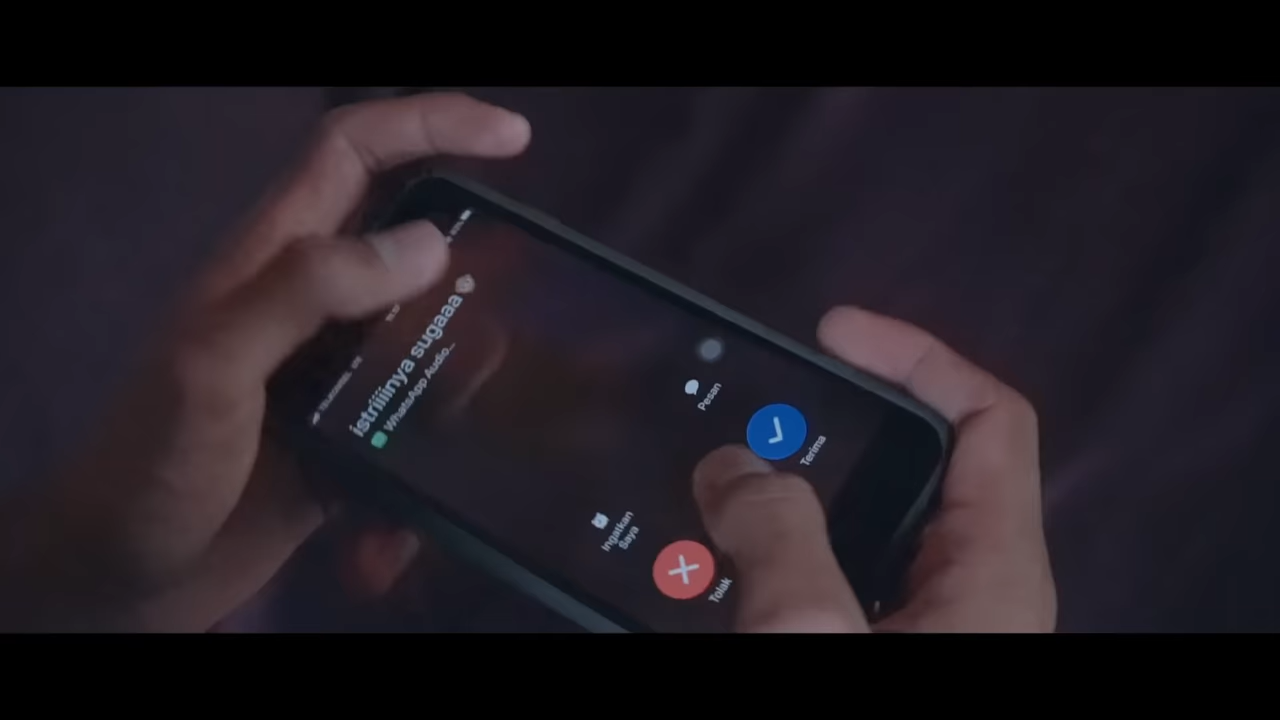 istriiiinya sugaaa
WhatsApp Audio...
Pesan
Ingatkan
Saya
Terima
Tolak